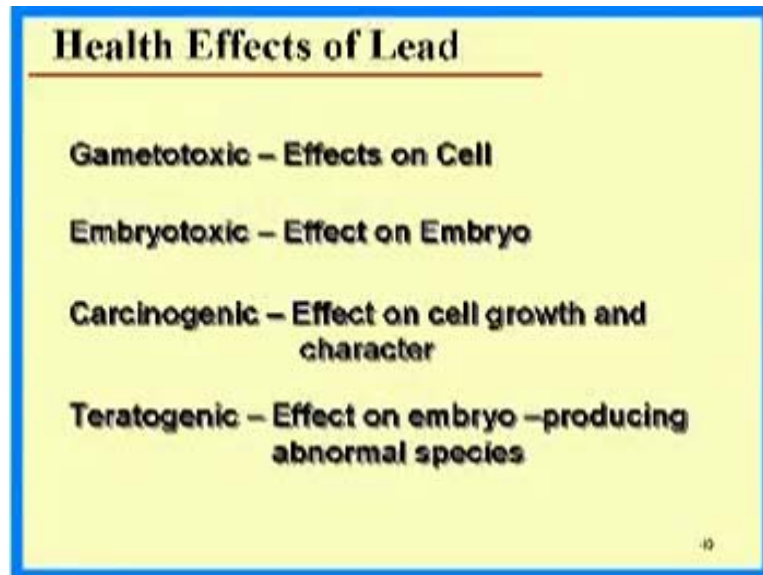 Health Effects of Lead
Gametotoxic – Effects on Cell
Embryotoxic – Effect on Embryo
Carcinogenic – Effect on cell growth and
character
Teratogenic – Effect on embryo –producing
abnormal species